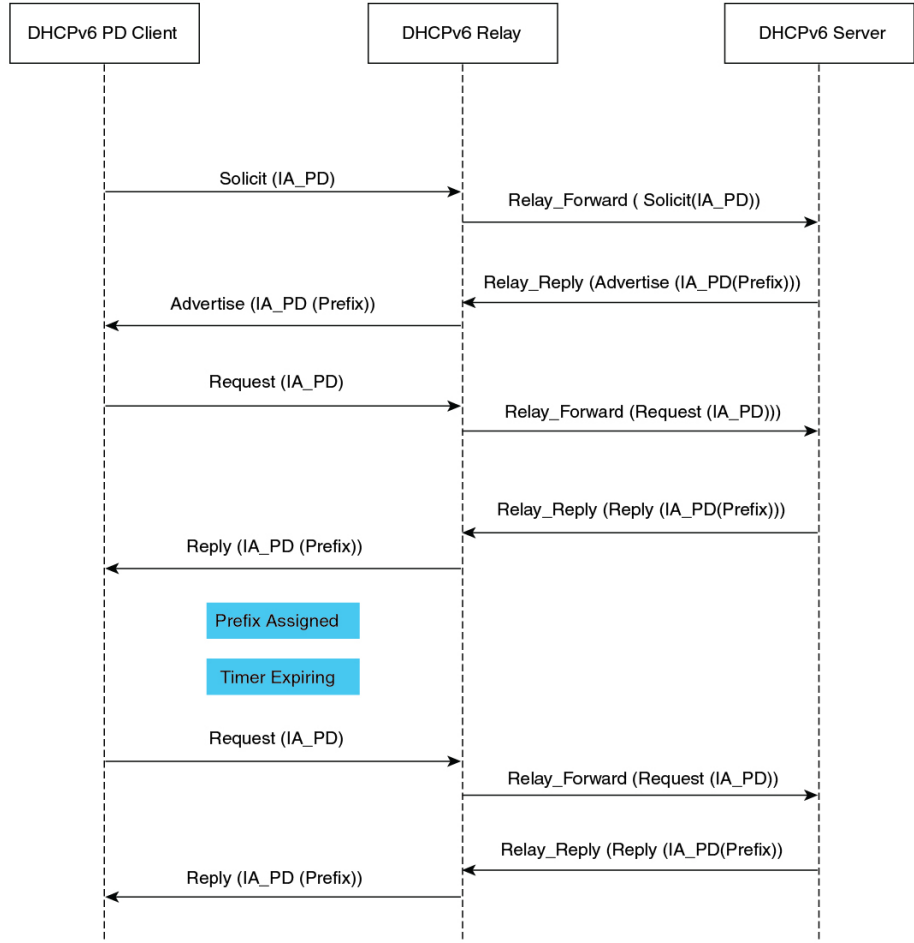 DHCPv6 PD Client
DHCPv6 Relay
DHCPv6 Server
Solicit (IA_PD)
Relay_Forward ( Solicit(IA_PD))
Relay_Reply (Advertise (IA_PD(Prefix)))
Advertise (IA_PD (Prefix))
Request (IA_PD)
Relay_Forward (Request (IA_PD)))
Relay_Reply (Reply (IA_PD(Prefix)))
Reply (IA_PD (Prefix))
Prefix Assigned
Timer Expiring
Request (IA_PD)
Relay_Forward (Request (IA_PD))
Relay_Reply (Reply (IA_PD(Prefix))
Reply (IA_PD (Prefix))